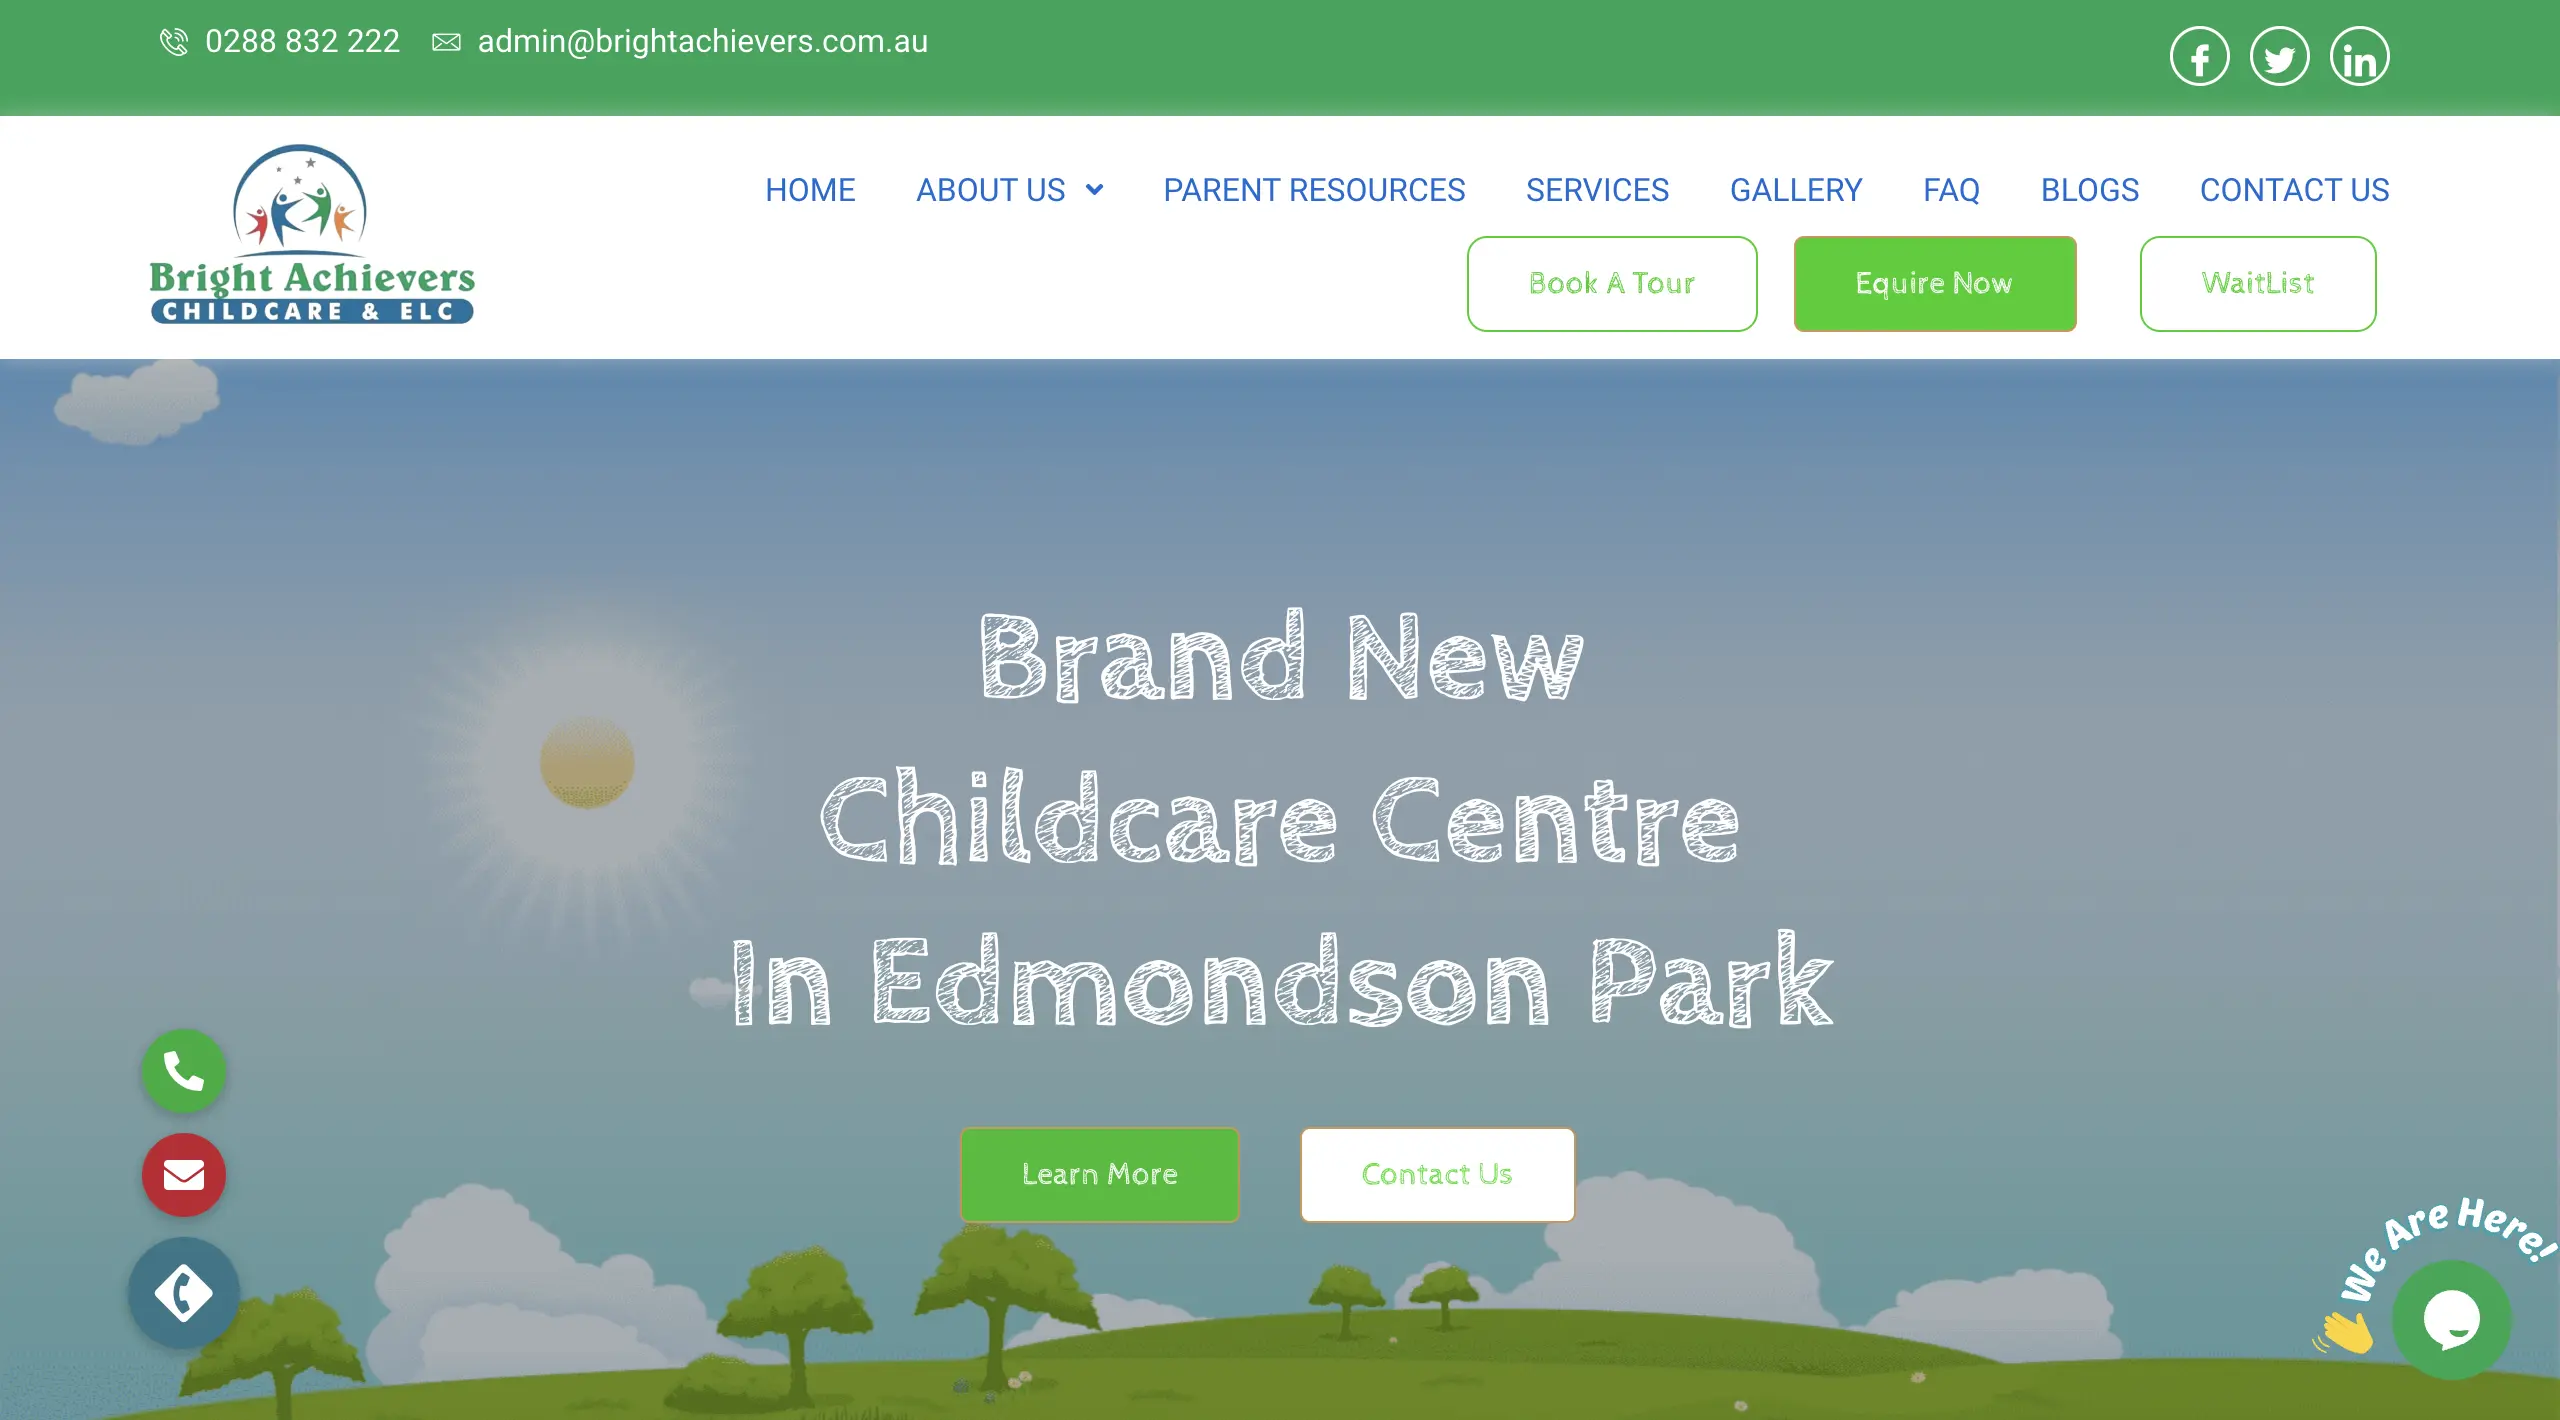 0288 832 222 admin@brightachievers.com.au
Bright Achievers
CHILDCARE & ELC
HOME ABOUT US PARENT RESOURCES SERVICES GALLERY FAQ BLOGS CONTACT US
Book A Tour Equire Now WaitList
Brand New
Childcare Centre
In Edmondson Park
Learn More Contact Us
We Are Here!